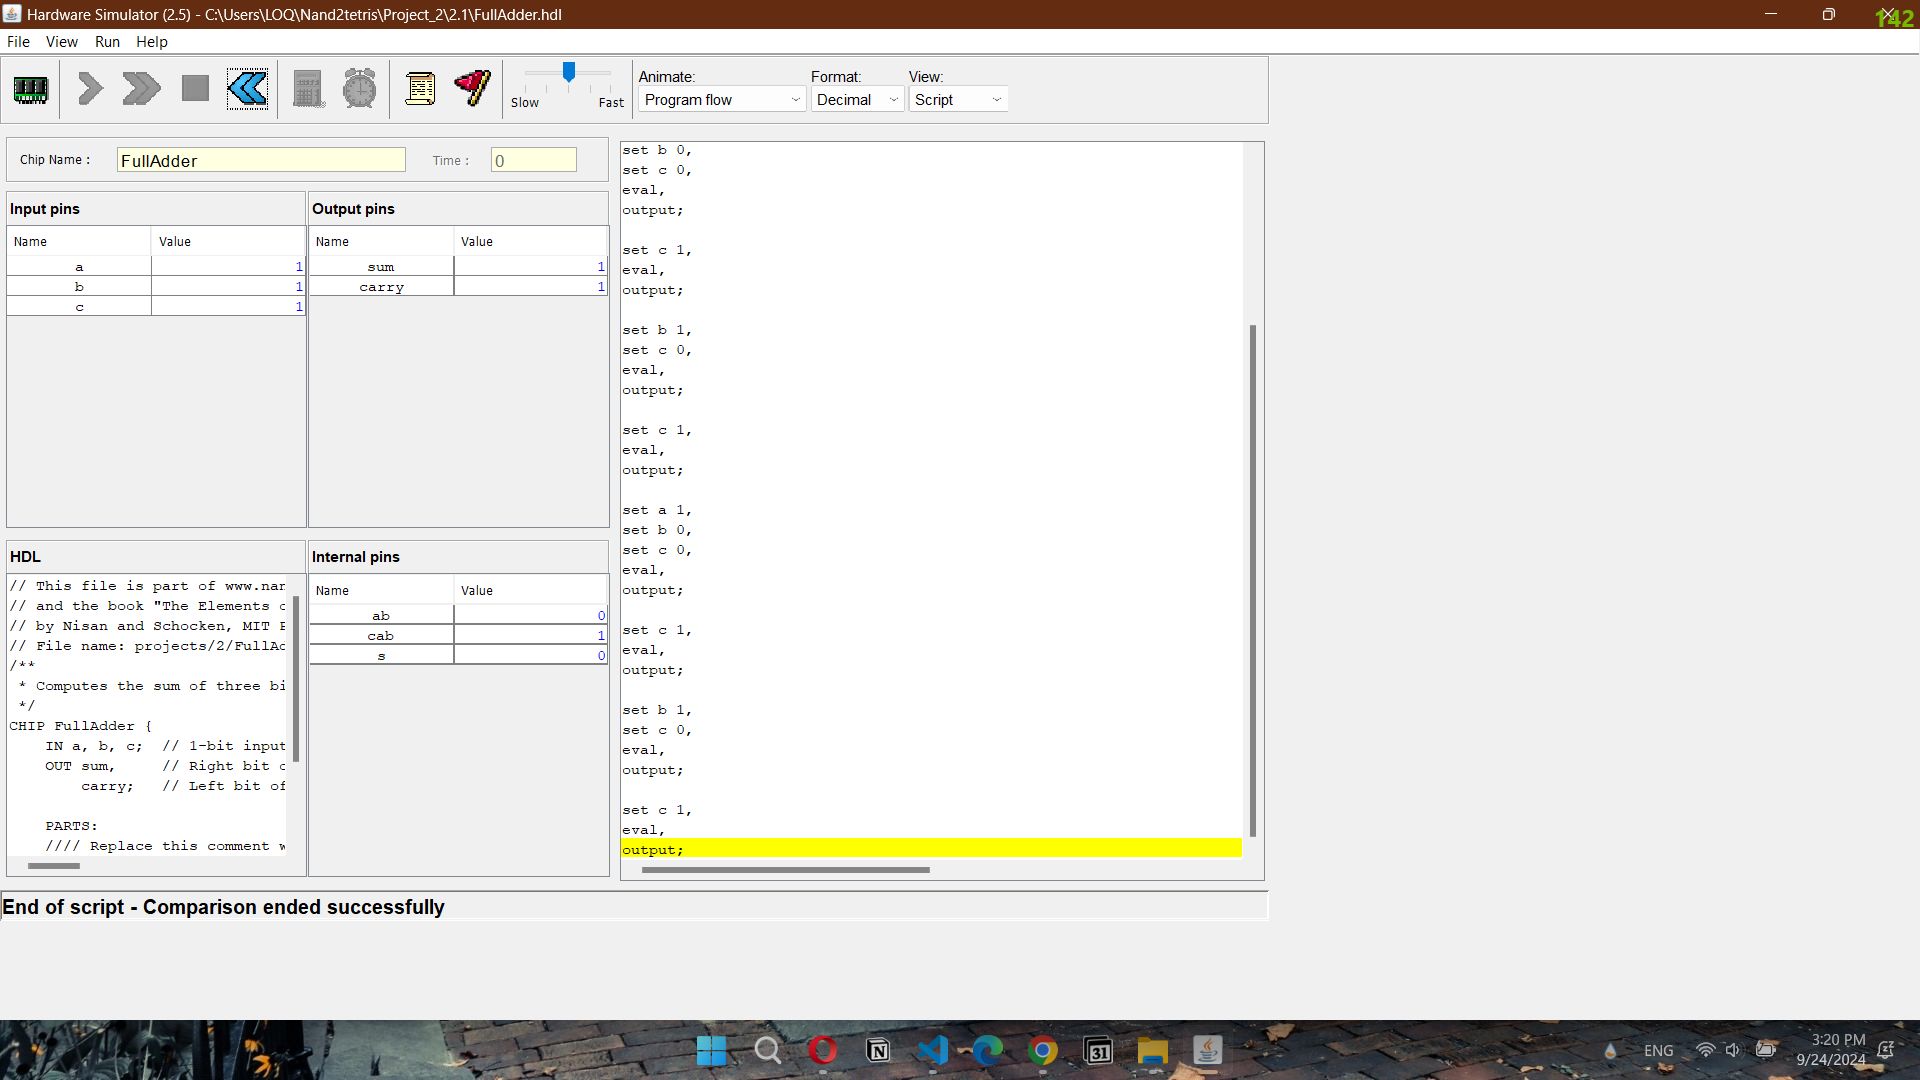 Hardware Simulator (2.5) - C:\Users\LOQ\Nand2tetris\Project_2\2.1\FullAdder.hdl
142
File View Run Help
Slow Fast
Animate: Format: View:
Program flow Decimal Script
Chip Name : FullAdder Time : 0
Input pins
Name Value
a 1
b 1
c 1
Output pins
Name Value
sum 1
carry 1
HDL
// This file is part of www.nan
// and the book "The Elements o
// by Nisan and Schocken, MIT P
// File name: projects/2/FullAd
/**
* Computes the sum of three bi
*/
CHIP FullAdder {
IN a, b, c; // 1-bit input
OUT sum, // Right bit o
carry; // Left bit of
PARTS:
//// Replace this comment w
Internal pins
Name Value
ab 0
cab 1
s 0
set b 0,
set c 0,
eval,
output;
set c 1,
eval,
output;
set b 1,
set c 0,
eval,
output;
set c 1,
eval,
output;
set a 1,
set b 0,
set c 0,
eval,
output;
set c 1,
eval,
output;
set b 1,
set c 0,
eval,
output;
set c 1,
eval,
output;
End of script - Comparison ended successfully
31
ENG
3:20 PM
9/24/2024